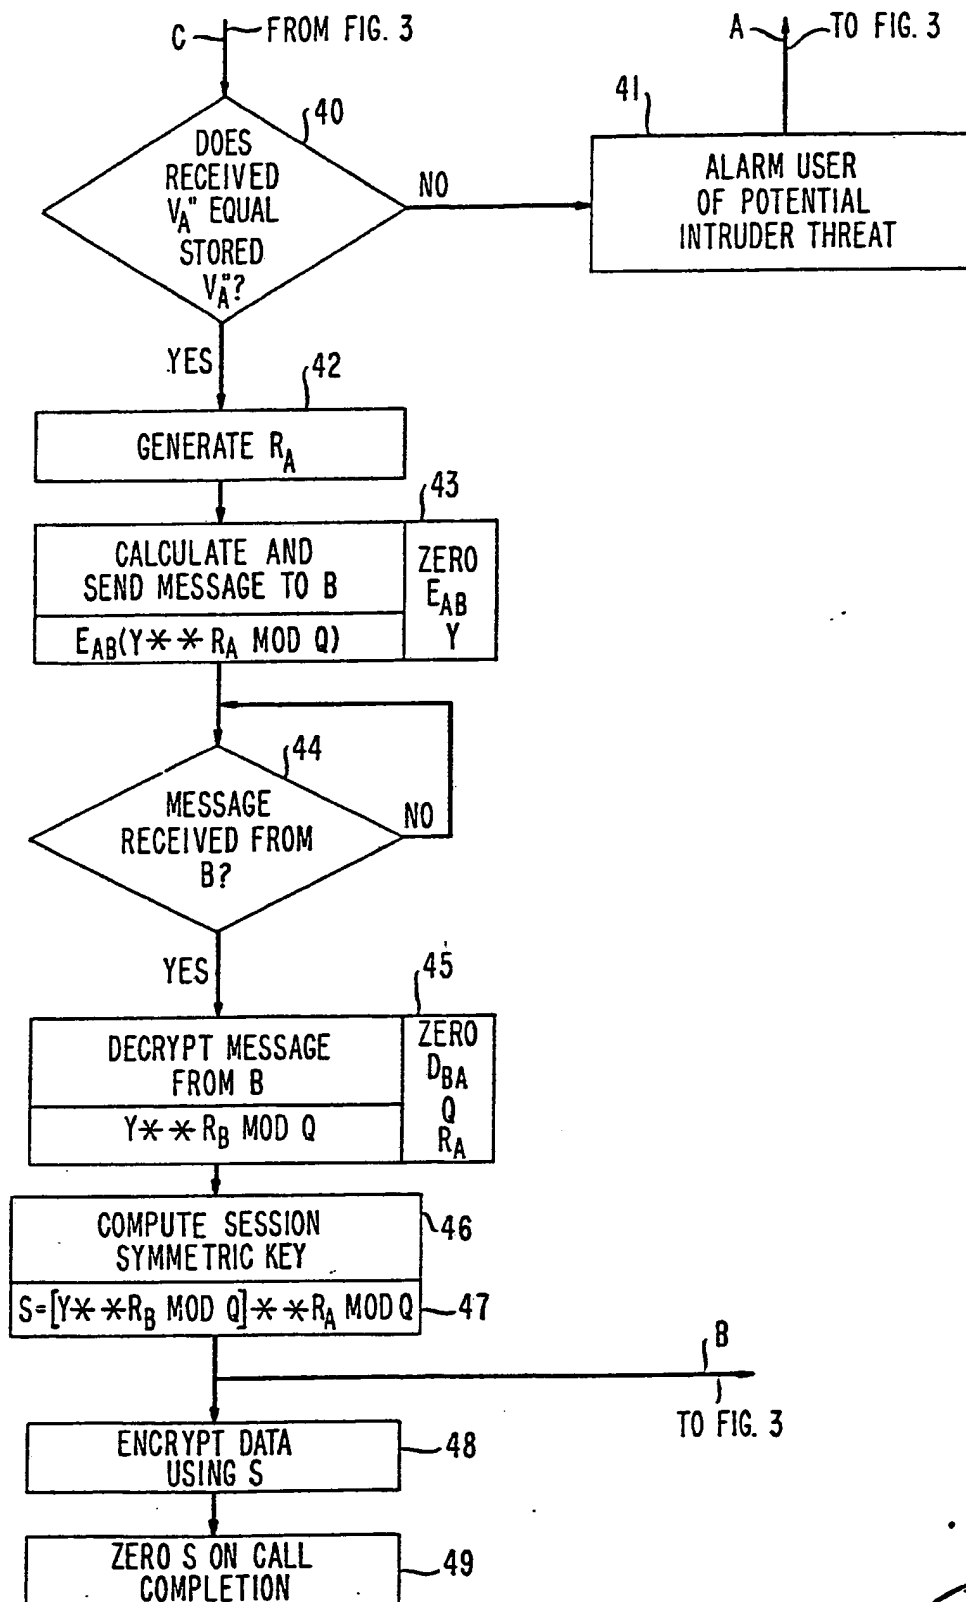 C FROM FIG. 3
A TO FIG. 3
40
DOES
RECEIVED
V_A" EQUAL
STORED
V_A"?
NO
41
ALARM USER
OF POTENTIAL
INTRUDER THREAT
YES
42
GENERATE R_A
43
CALCULATE AND
SEND MESSAGE TO B
E_AB(Y** R_A MOD Q)
ZERO
E_AB
Y
44
MESSAGE
RECEIVED FROM
B?
NO
YES
45
DECRYPT MESSAGE
FROM B
Y** R_B MOD Q
ZERO
D_BA
Q
R_A
COMPUTE SESSION
SYMMETRIC KEY
46
S=[Y**R_B MOD Q]**R_A MOD Q
47
B
TO FIG. 3
ENCRYPT DATA
USING S
48
ZERO S ON CALL
COMPLETION
49